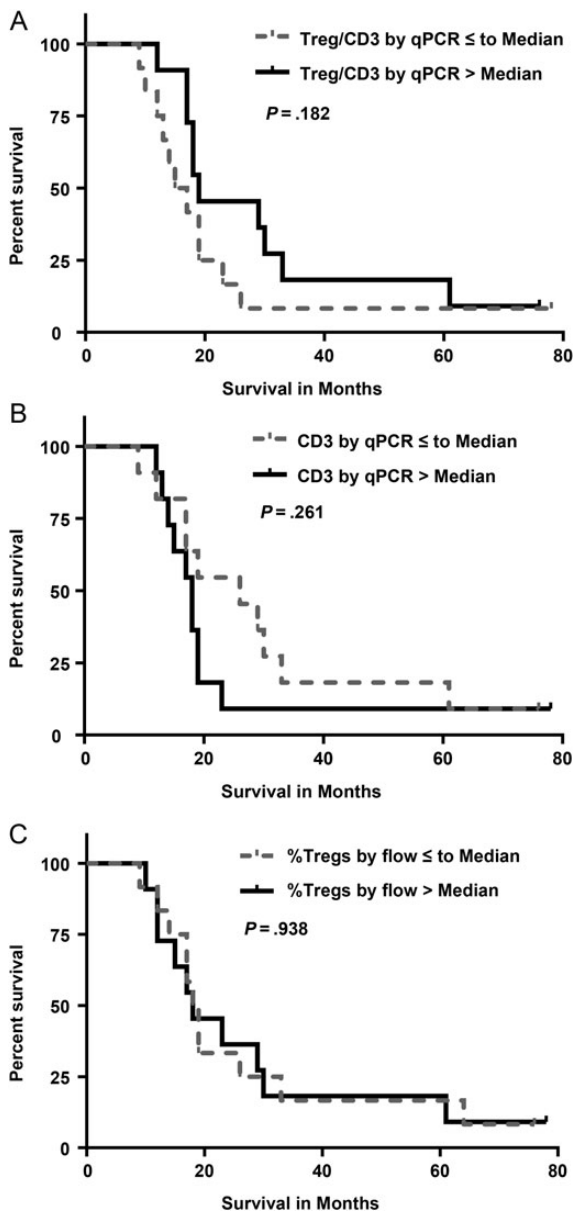 A
Treg/CD3 by qPCR ≤ to Median
Treg/CD3 by qPCR > Median
P = .182
Percent survival
100
75
50
25
0
0 20 40 60 80
Survival in Months
B
CD3 by qPCR ≤ to Median
CD3 by qPCR > Median
P = .261
Percent survival
100
75
50
25
0
0 20 40 60 80
Survival in Months
C
%Tregs by flow ≤ to Median
%Tregs by flow > Median
P = .938
Percent survival
100
75
50
25
0
0 20 40 60 80
Survival in Months